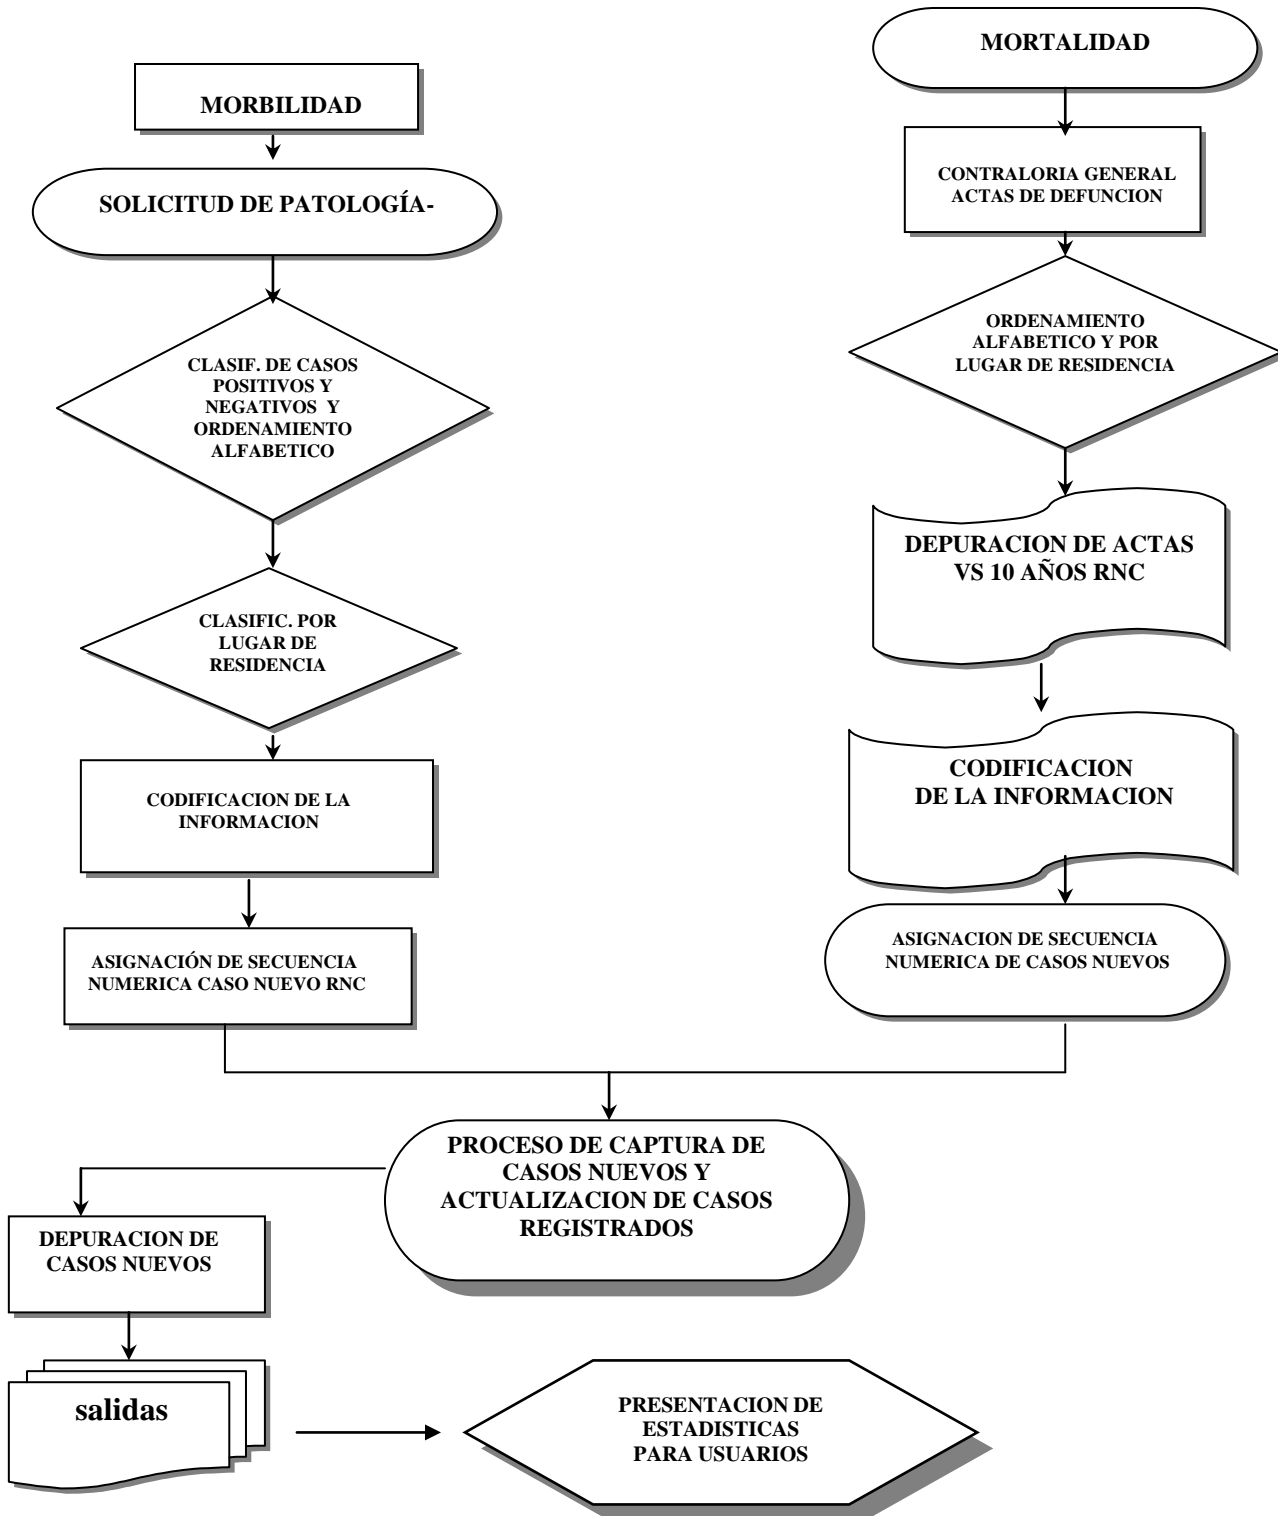 MORBILIDAD
SOLICITUD DE PATOLOGÍA-
CLASIF. DE CASOS
POSITIVOS Y
NEGATIVOS Y
ORDENAMIENTO
ALFABETICO
CLASIFIC. POR
LUGAR DE
RESIDENCIA
CODIFICACION DE LA
INFORMACION
ASIGNACIÓN DE SECUENCIA
NUMERICA CASO NUEVO RNC
MORTALIDAD
CONTRALORIA GENERAL
ACTAS DE DEFUNCION
ORDENAMIENTO
ALFABETICO Y POR
LUGAR DE RESIDENCIA
DEPURACION DE ACTAS
VS 10 AÑOS RNC
CODIFICACION
DE LA INFORMACION
ASIGNACION DE SECUENCIA
NUMERICA DE CASOS NUEVOS
PROCESO DE CAPTURA DE
CASOS NUEVOS Y
ACTUALIZACION DE CASOS
REGISTRADOS
DEPURACION DE
CASOS NUEVOS
salidas
PRESENTACION DE
ESTADISTICAS
PARA USUARIOS